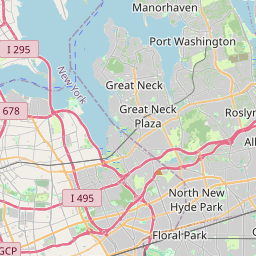 Manorhaven
Port Washington
I 295
New York
Great Neck
678
Great Neck
Plaza
Roslyn
Al
I 495
North New
Hyde Park
Floral Park
GCP